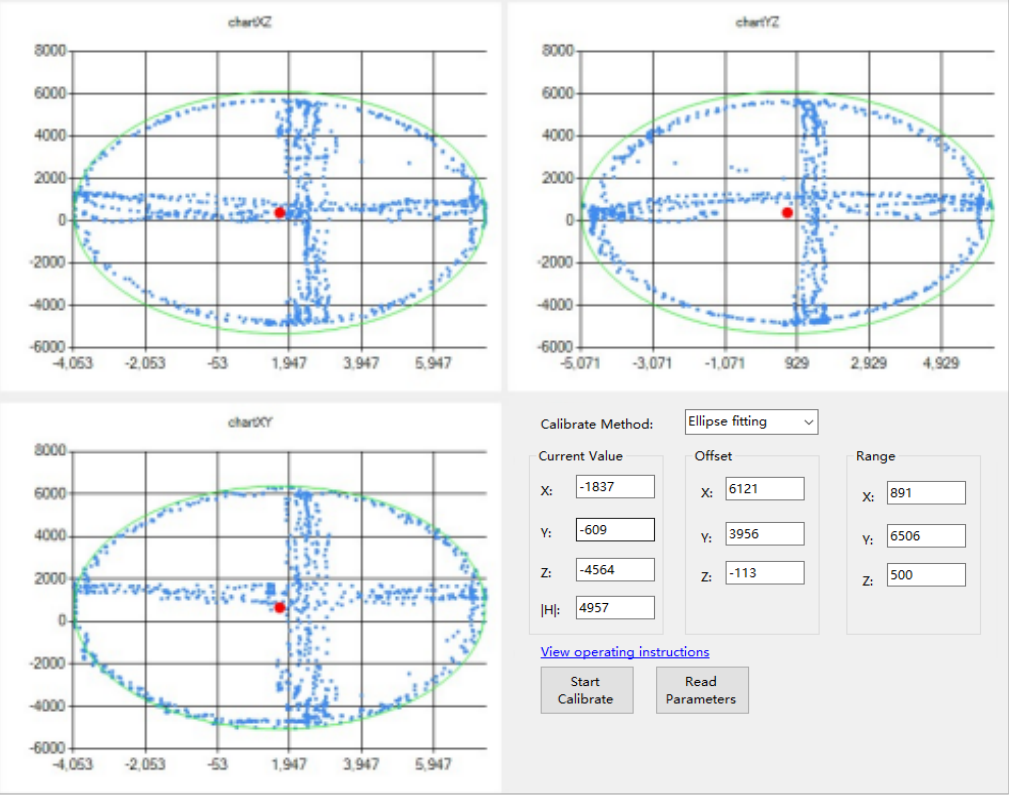 chartXZ
8000
6000
4000
2000
0
-2000
-4000
-6000
-4,053 -2,053 -53 1,947 3,947 5,947
chartYZ
8000
6000
4000
2000
0
-2000
-4000
-6000
-5,071 -3,071 -1,071 929 2,929 4,929
chartXY
8000
6000
4000
2000
0
-2000
-4000
-6000
-4,053 -2,053 -53 1,947 3,947 5,947
Calibrate Method: Ellipse fitting
Current Value
X: -1837
Y: -609
Z: -4564
|H|: 4957
Offset
X: 6121
Y: 3956
Z: -113
Range
X: 891
Y: 6506
Z: 500
View operating instructions
Start
Calibrate
Read
Parameters